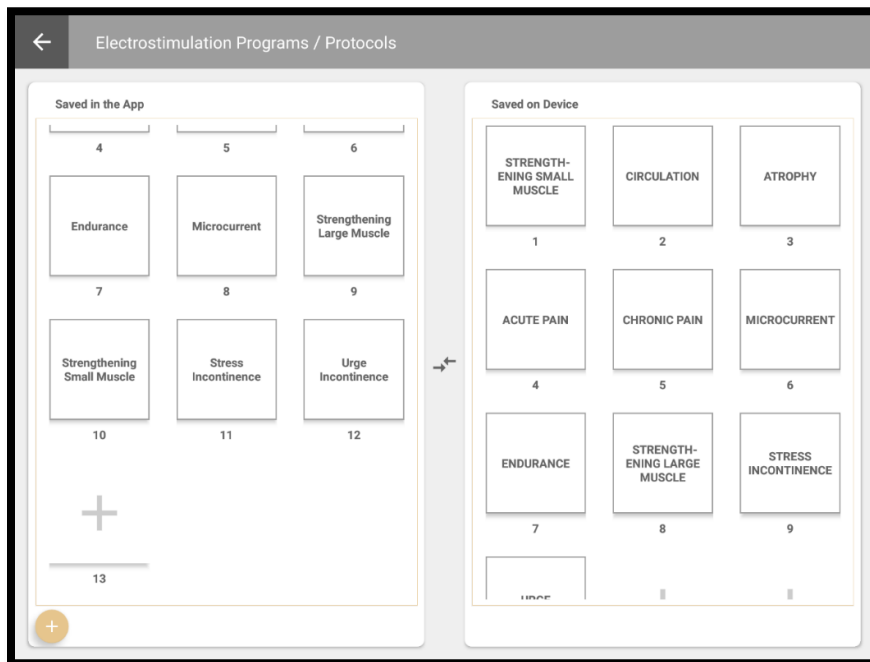 Electrostimulation Programs / Protocols
Saved in the App
4
5
6
Endurance
7
Microcurrent
8
Strengthening
Large Muscle
9
Strengthening
Small Muscle
10
Stress
Incontinence
11
Urge
Incontinence
12
13
Saved on Device
STRENGTH-
ENING SMALL
MUSCLE
1
CIRCULATION
2
ATROPHY
3
ACUTE PAIN
4
CHRONIC PAIN
5
MICROCURRENT
6
ENDURANCE
7
STRENGTH-
ENING LARGE
MUSCLE
8
STRESS
INCONTINENCE
9
URGE